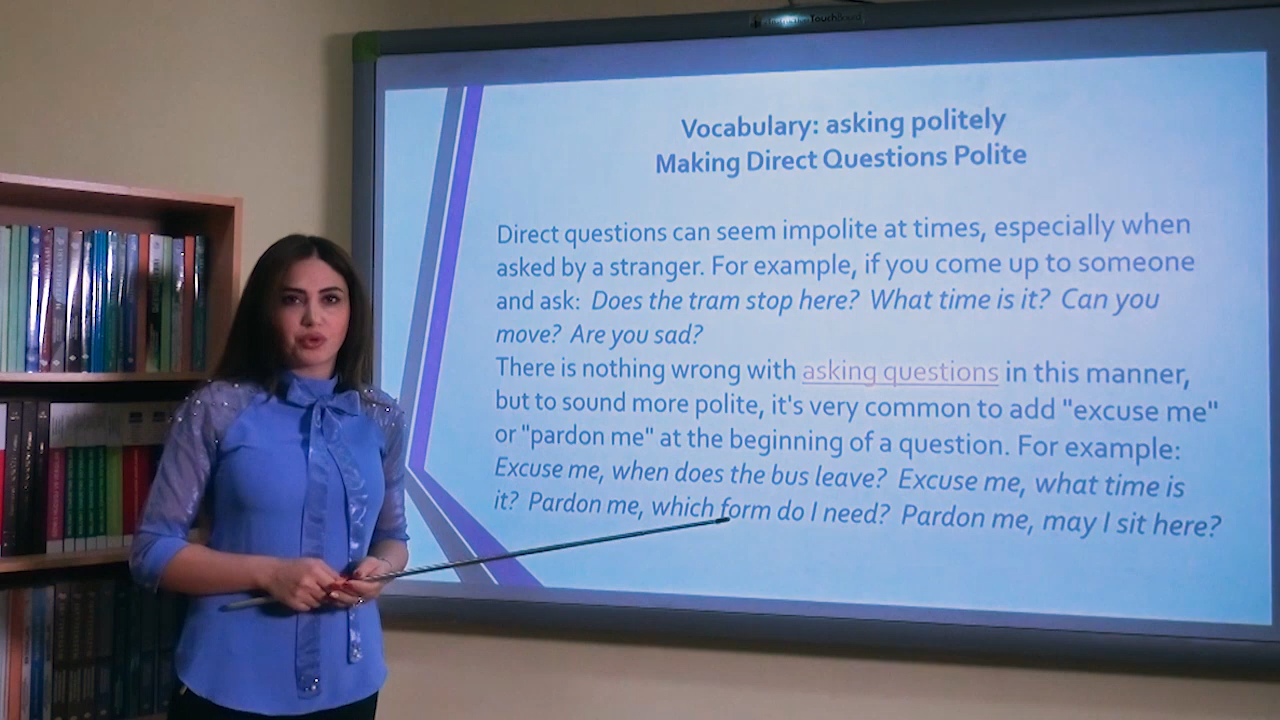 TouchBoard
Vocabulary: asking politely
Making Direct Questions Polite
Direct questions can seem impolite at times, especially when
asked by a stranger. For example, if you come up to someone
and ask: Does the tram stop here? What time is it? Can you
move? Are you sad?
There is nothing wrong with asking questions in this manner,
but to sound more polite, it's very common to add "excuse me"
or "pardon me" at the beginning of a question. For example:
Excuse me, when does the bus leave? Excuse me, what time is
it? Pardon me, which form do I need? Pardon me, may I sit here?